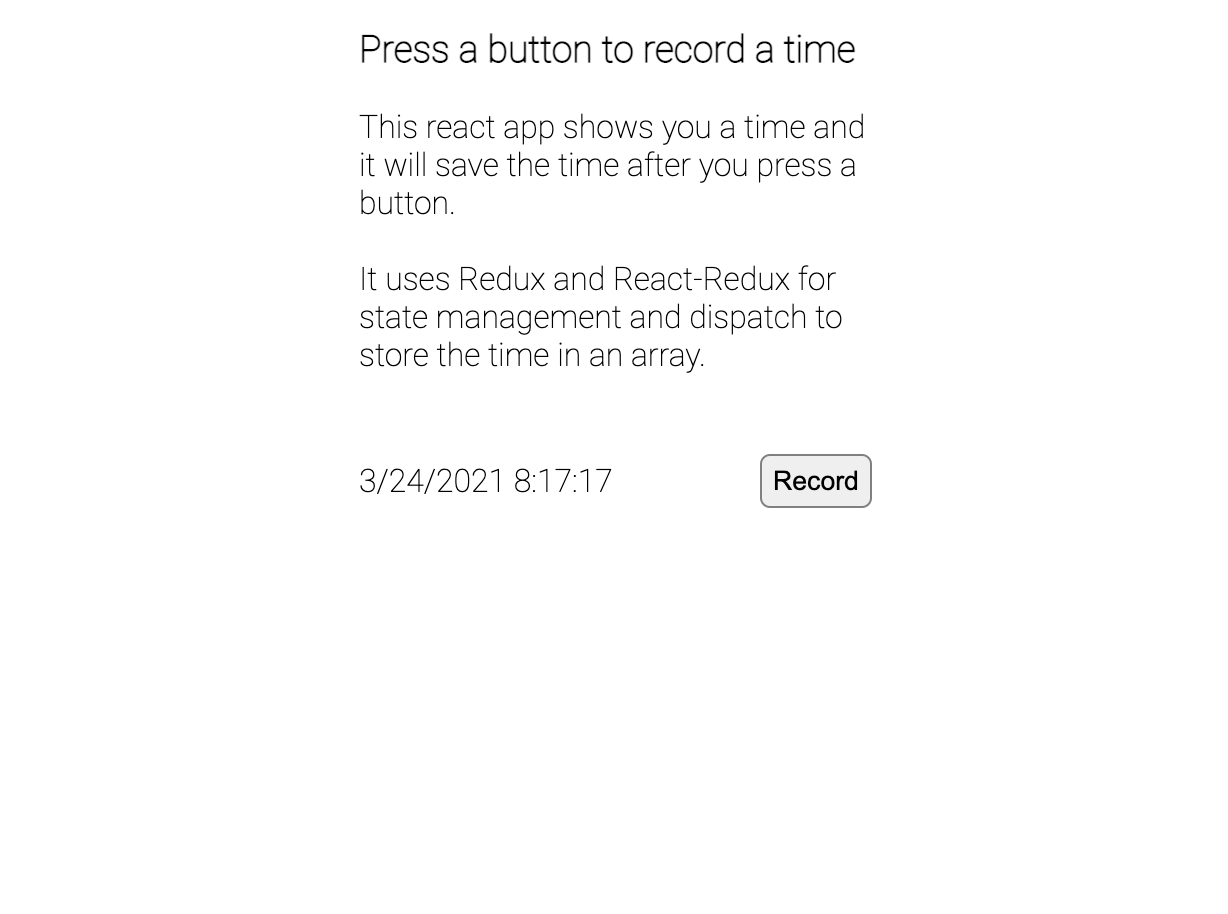 Press a button to record a time
This react app shows you a time and
it will save the time after you press a
button.
It uses Redux and React-Redux for
state management and dispatch to
store the time in an array.
3/24/2021 8:17:17
Record